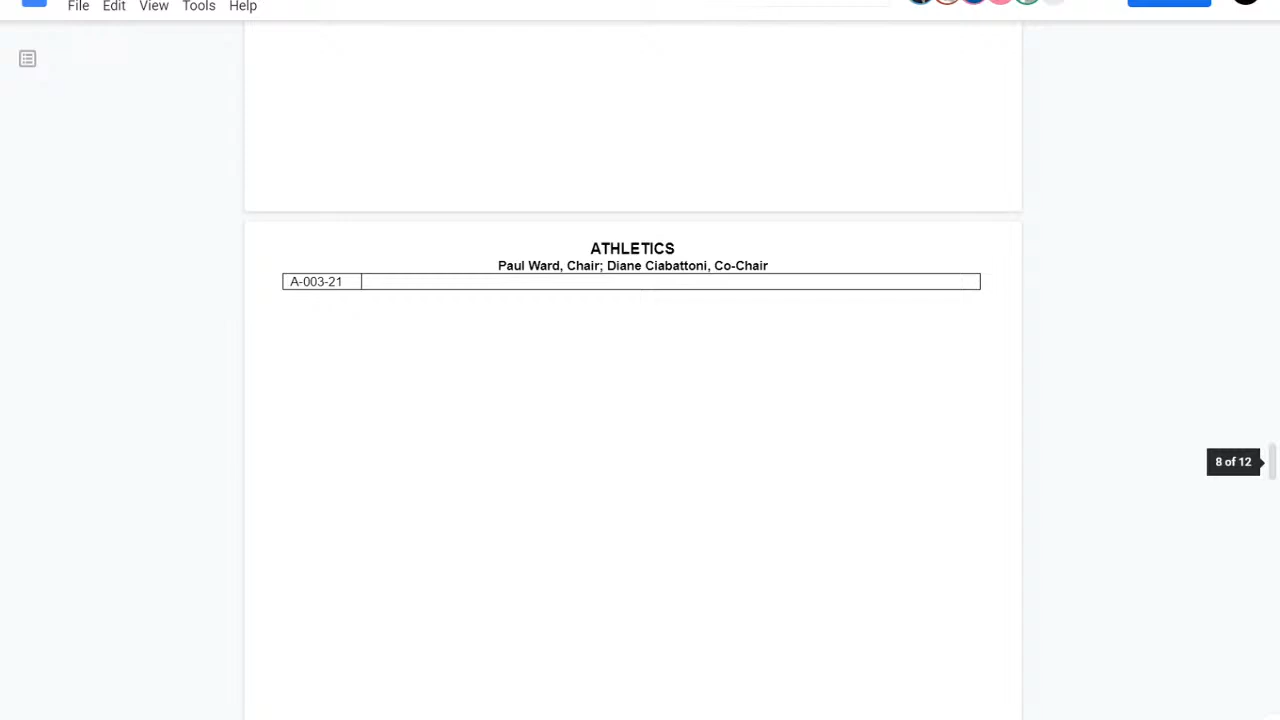 File Edit View Tools Help
ATHLETICS
Paul Ward, Chair; Diane Ciabattoni, Co-Chair
A-003-21
8 of 12